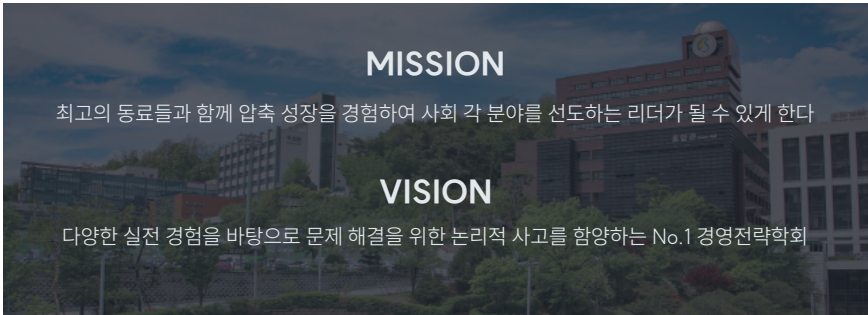 MISSION
최고의 동료들과 함께 압축 성장을 경험하여 사회 각 분야를 선도하는 리더가 될 수 있게 한다
VISION
다양한 실전 경험을 바탕으로 문제 해결을 위한 논리적 사고를 함양하는 No.1 경영전략학회